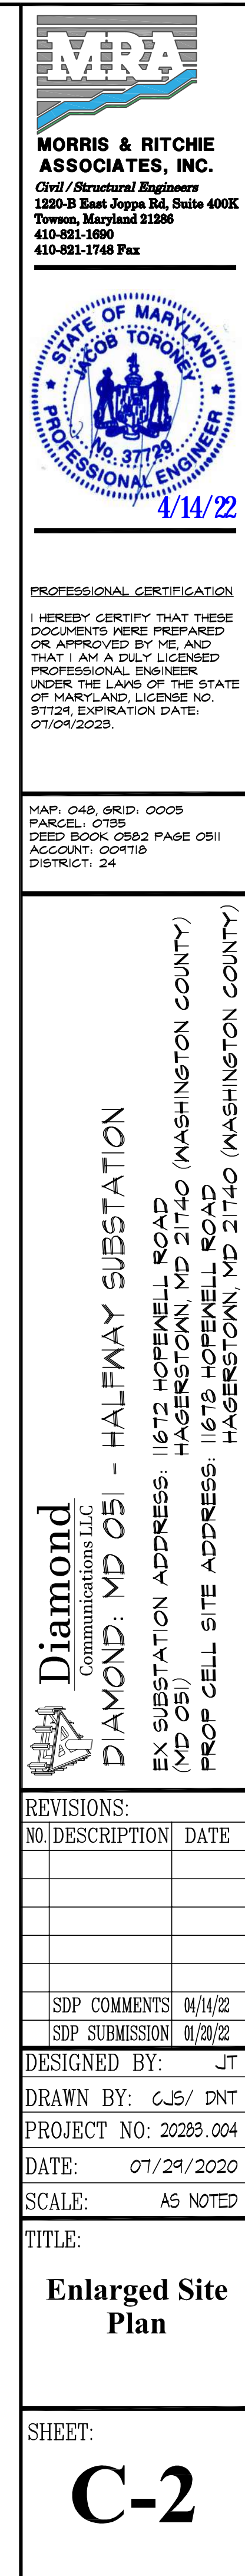 MRA
MORRIS & RITCHIE
ASSOCIATES, INC.
Civil / Structural Engineers
1220-B East Joppa Rd, Suite 400K
Towson, Maryland 21286
410-821-1690
410-821-1748 Fax
STATE OF MARYLAND
JACOB TORONEY
No. 37729
PROFESSIONAL ENGINEER
4/14/22
PROFESSIONAL CERTIFICATION
I HEREBY CERTIFY THAT THESE
DOCUMENTS WERE PREPARED
OR APPROVED BY ME, AND
THAT I AM A DULY LICENSED
PROFESSIONAL ENGINEER
UNDER THE LAWS OF THE STATE
OF MARYLAND, LICENSE NO.
37729, EXPIRATION DATE:
07/09/2023.
MAP: 048, GRID: 0005
PARCEL: 0735
DEED BOOK 0582 PAGE 0511
ACCOUNT: 009718
DISTRICT: 24
Diamond
Communications LLC
DIAMOND: MD 051 - HALFWAY SUBSTATION
EX SUBSTATION ADDRESS: 11672 HOPEWELL ROAD
(MD 051) HAGERSTOWN, MD 21740 (WASHINGTON COUNTY)
PROP CELL SITE ADDRESS: 11678 HOPEWELL ROAD
HAGERSTOWN, MD 21740 (WASHINGTON COUNTY)
REVISIONS:
NO. DESCRIPTION DATE
SDP COMMENTS 04/14/22
SDP SUBMISSION 01/20/22
DESIGNED BY: JT
DRAWN BY: CJS/ DNT
PROJECT NO: 20283.004
DATE: 07/29/2020
SCALE: AS NOTED
TITLE:
Enlarged Site
Plan
SHEET:
C-2